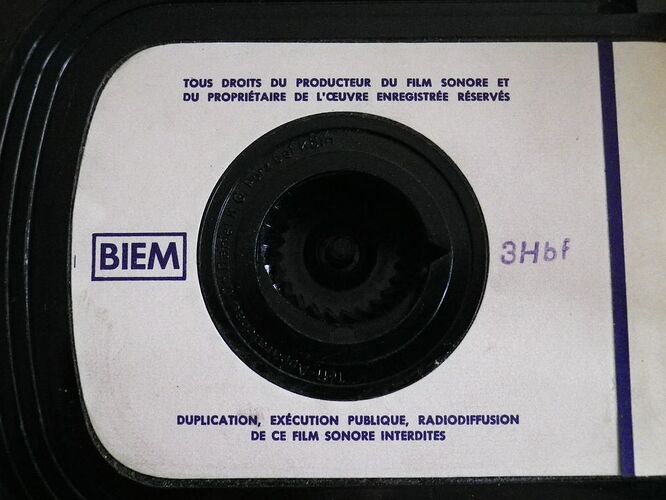 TOUS DROITS DU PRODUCTEUR DU FILM SONORE ET
DU PROPRIÉTAIRE DE L'ŒUVRE ENREGISTRÉE RÉSERVÉS
BIEM
3Hbf
DUPLICATION, EXÉCUTION PUBLIQUE, RADIODIFFUSION
DE CE FILM SONORE INTERDITES